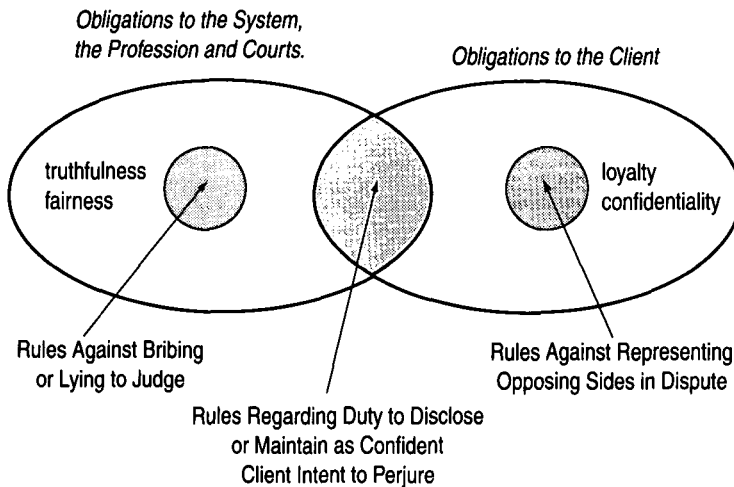 Obligations to the System,
the Profession and Courts.
Obligations to the Client
truthfulness
fairness
loyalty
confidentiality
Rules Against Bribing
or Lying to Judge
Rules Regarding Duty to Disclose
or Maintain as Confident
Client Intent to Perjure
Rules Against Representing
Opposing Sides in Dispute